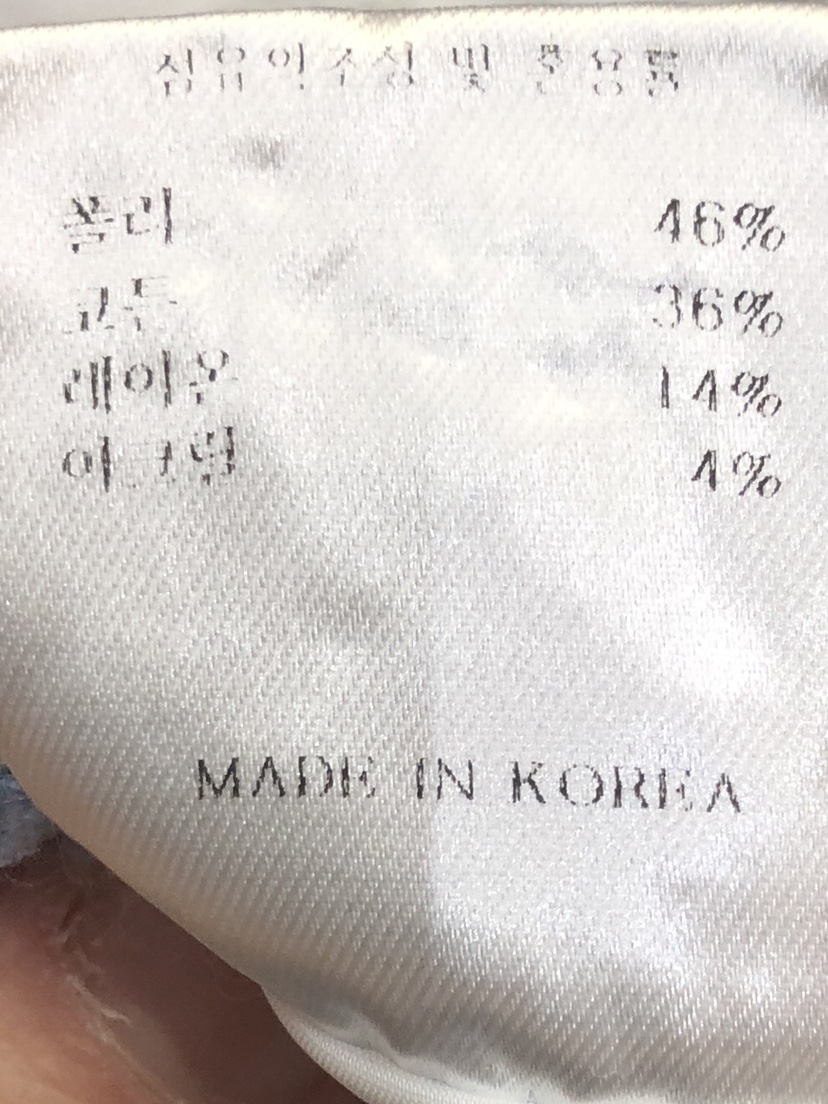 섬유의조성 및 혼용률
폴리 46%
코튼 36%
레이온 14%
아크릴 4%
MADE IN KOREA